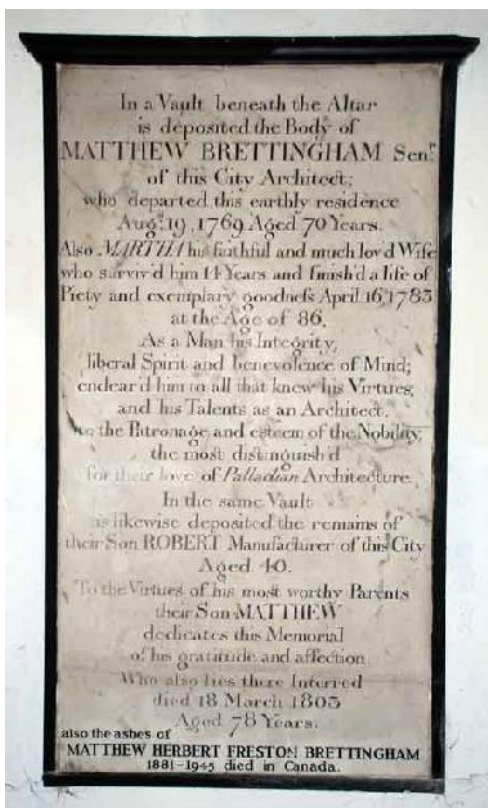 In a Vault beneath the Altar
is deposited the Body of
MATTHEW BRETTINGHAM Senr.
of this City Architect;
who departed this earthly residence
Augt. 19, 1769 Aged 70 Years.
Also MARTHA his faithful and much lov'd Wife
who surviv'd him 14 Years and finish'd a life of
Piety and exemplary goodness April 16, 1783
at the Age of 86,
As a Man his Integrity,
liberal Spirit and benevolence of Mind;
endear'd him to all that knew his Virtues;
and his Talents as an Architect.
to the Patronage and esteem of the Nobility,
the most distinguish'd
for their love of Palladian Architecture
In the same Vault
is likewise deposited the remains of
their Son ROBERT Manufacturer of this City
Aged 40.
To the Virtues of his most worthy Parents
their Son MATTHEW
dedicates this Memorial
of his gratitude and affection.
Who also lies there Interred
died 18 March 1803
Aged 78 Years.
also the ashes of
MATTHEW HERBERT FRESTON BRETTINGHAM
1881-1945 died in Canada.